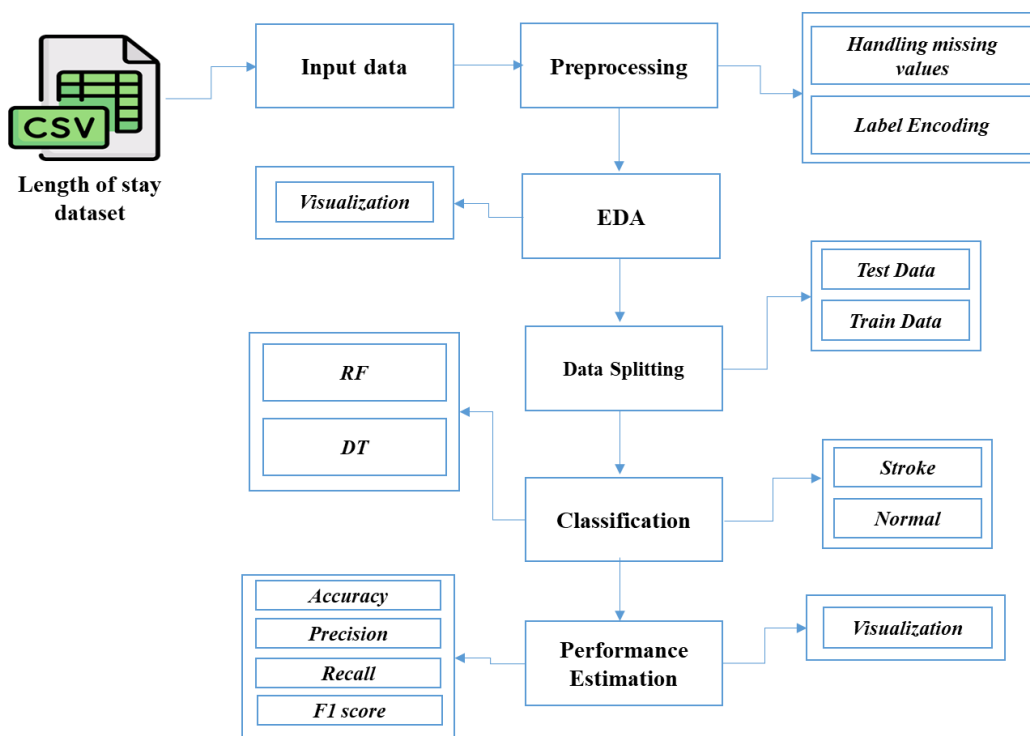 CSV
Length of stay
dataset
Input data
Preprocessing
Handling missing
values
Label Encoding
Visualization
EDA
Test Data
Train Data
Data Splitting
RF
DT
Stroke
Normal
Classification
Accuracy
Precision
Recall
F1 score
Performance
Estimation
Visualization